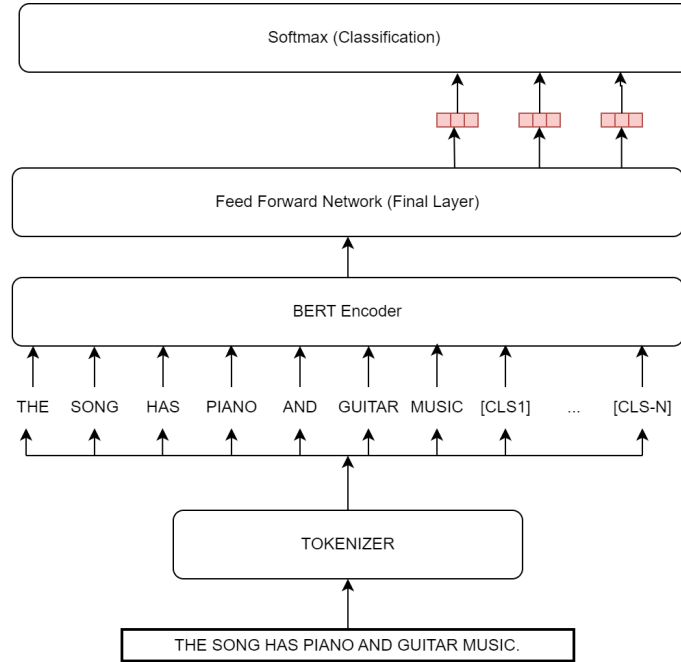 Softmax (Classification)
Feed Forward Network (Final Layer)
BERT Encoder
THE SONG HAS PIANO AND GUITAR MUSIC [CLS1] ... [CLS-N]
TOKENIZER
THE SONG HAS PIANO AND GUITAR MUSIC.